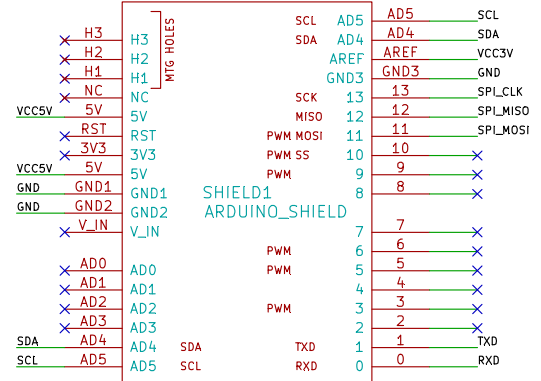 SCL AD5 AD5 SCL
H3 H3 SDA AD4 AD4 SDA
H2 H2 AREF AREF VCC3V
H1 H1 MTG HOLES GND3 GND3 GND
NC NC SCK 13 13 SPI_CLK
VCC5V 5V 5V MISO 12 12 SPI_MISO
RST RST PWM MOSI 11 11 SPI_MOSI
3V3 3V3 PWM SS 10 10
VCC5V 5V 5V PWM 9 9
GND GND1 GND1 SHIELD1 8 8
GND GND2 GND2 ARDUINO_SHIELD
V_IN V_IN 7 7
PWM 6 6
AD0 AD0 PWM 5 5
AD1 AD1 4 4
AD2 AD2 PWM 3 3
AD3 AD3 2 2
SDA AD4 AD4 SDA TXD 1 1 TXD
SCL AD5 AD5 SCL RXD 0 0 RXD